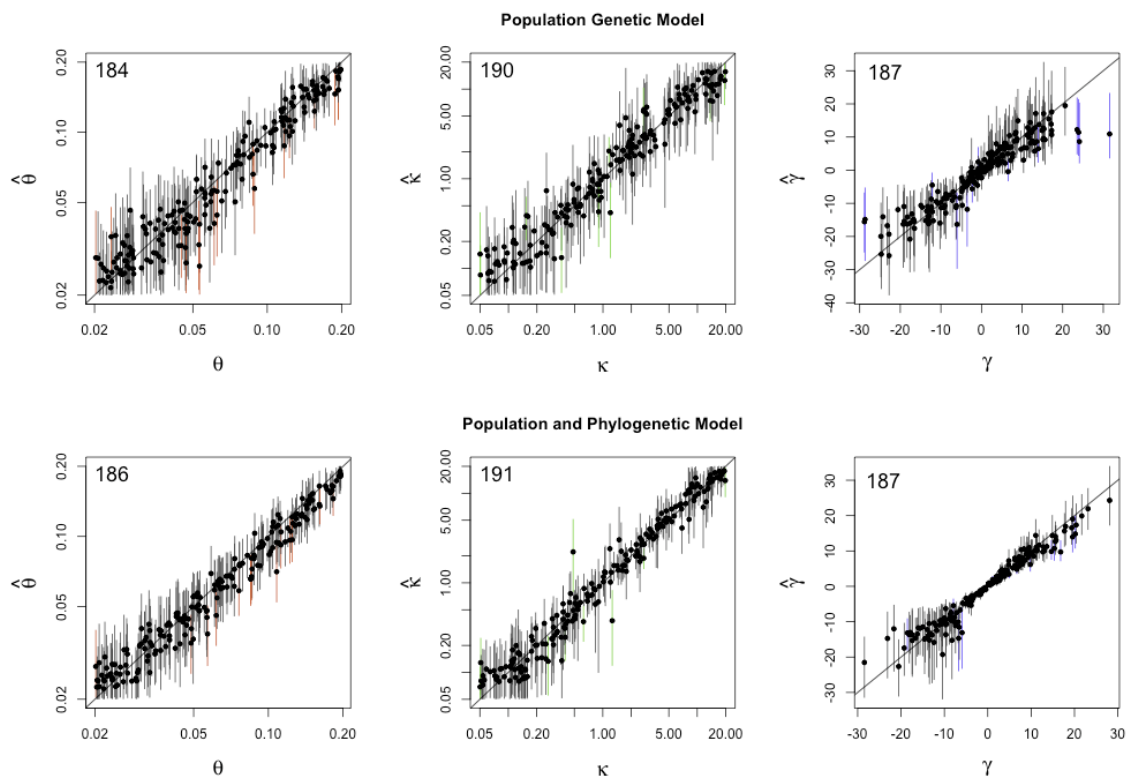 Population Genetic Model
184
190
187
θ̂
0.02 0.05 0.10 0.20
κ̂
0.05 0.20 1.00 5.00 20.00
γ̂
-40 -30 -20 -10 0 10 20 30
0.02 0.05 0.10 0.20
0.05 0.20 1.00 5.00 20.00
-30 -20 -10 0 10 20 30
θ
κ
γ
Population and Phylogenetic Model
186
191
187
θ̂
0.02 0.05 0.10 0.20
κ̂
0.05 0.20 1.00 5.00 20.00
γ̂
-30 -20 -10 0 10 20 30
0.02 0.05 0.10 0.20
0.05 0.20 1.00 5.00 20.00
-30 -20 -10 0 10 20 30
θ
κ
γ